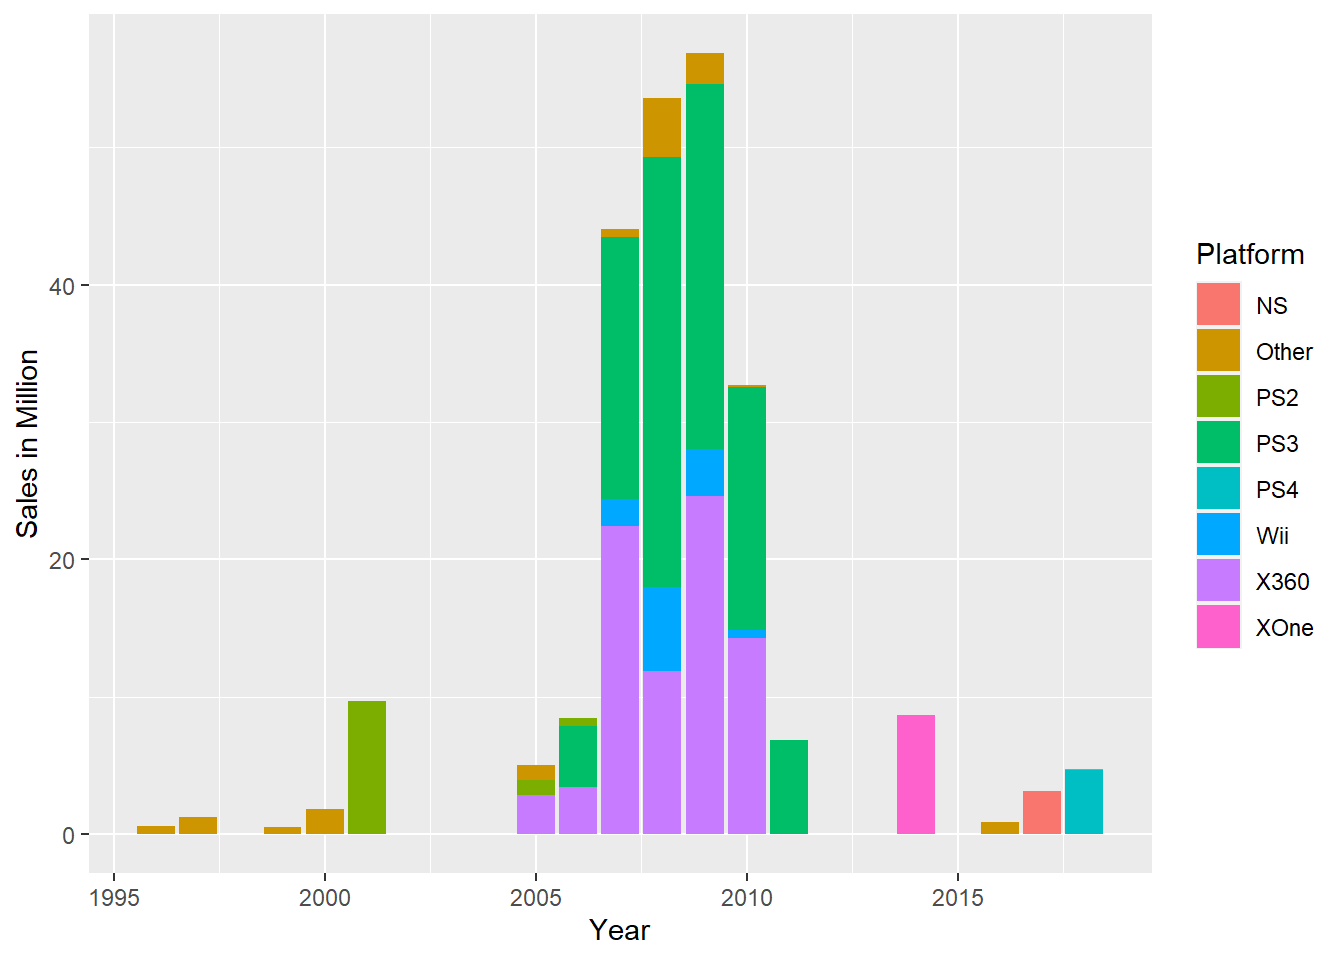 40
20
0
Sales in Million
1995
2000
2005
2010
2015
Year
Platform
NS
Other
PS2
PS3
PS4
Wii
X360
XOne